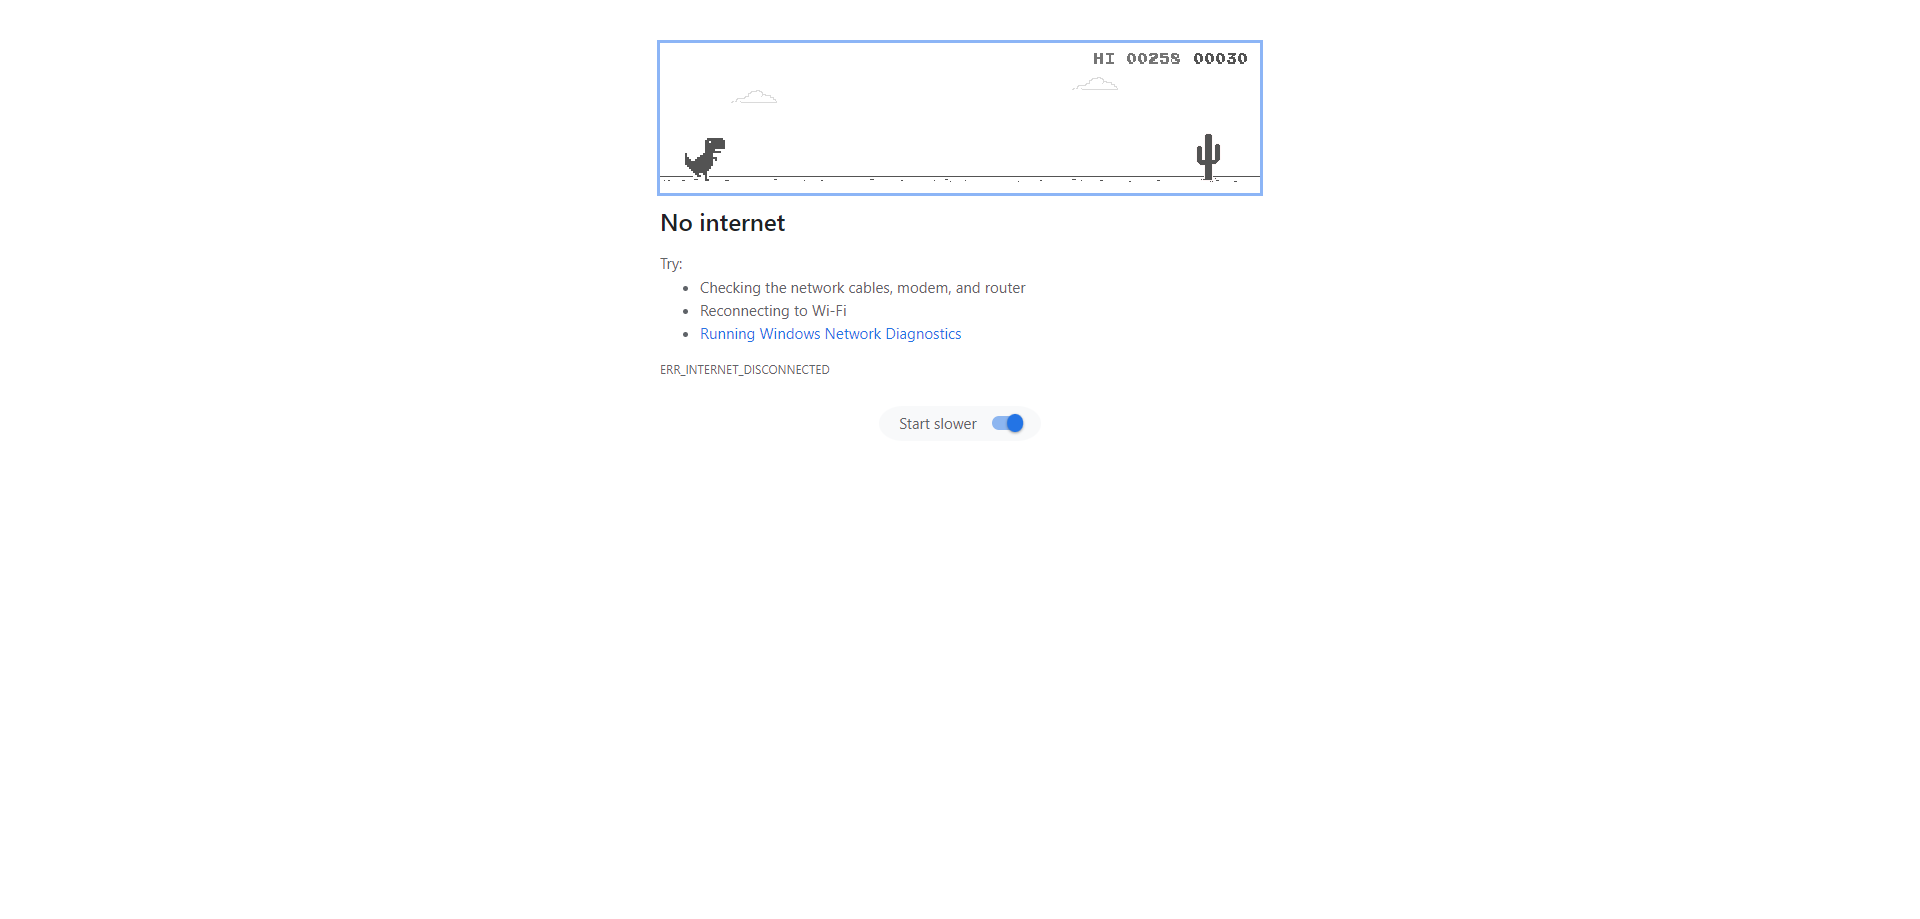 HI 00258 00030
No internet
Try:
Checking the network cables, modem, and router
Reconnecting to Wi-Fi
Running Windows Network Diagnostics
ERR_INTERNET_DISCONNECTED
Start slower